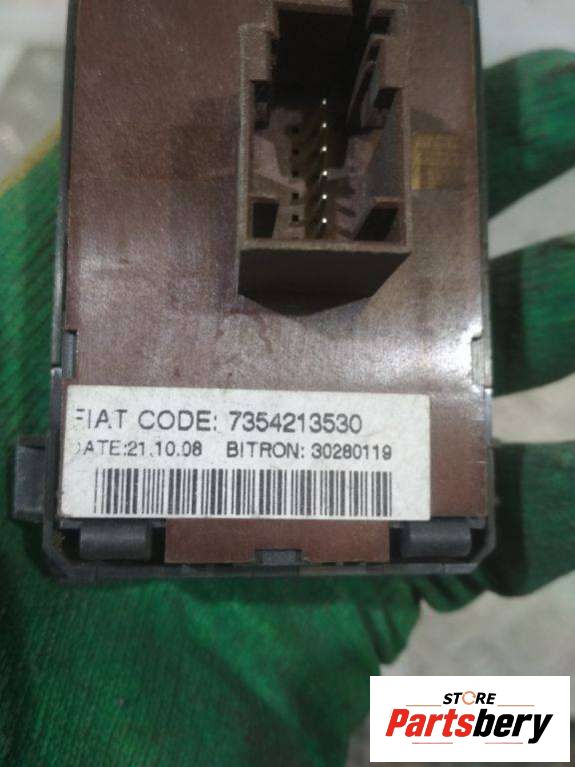 FIAT CODE: 7354213530
DATE:21.10.08 BITRON: 30280119
STORE
Partsbery